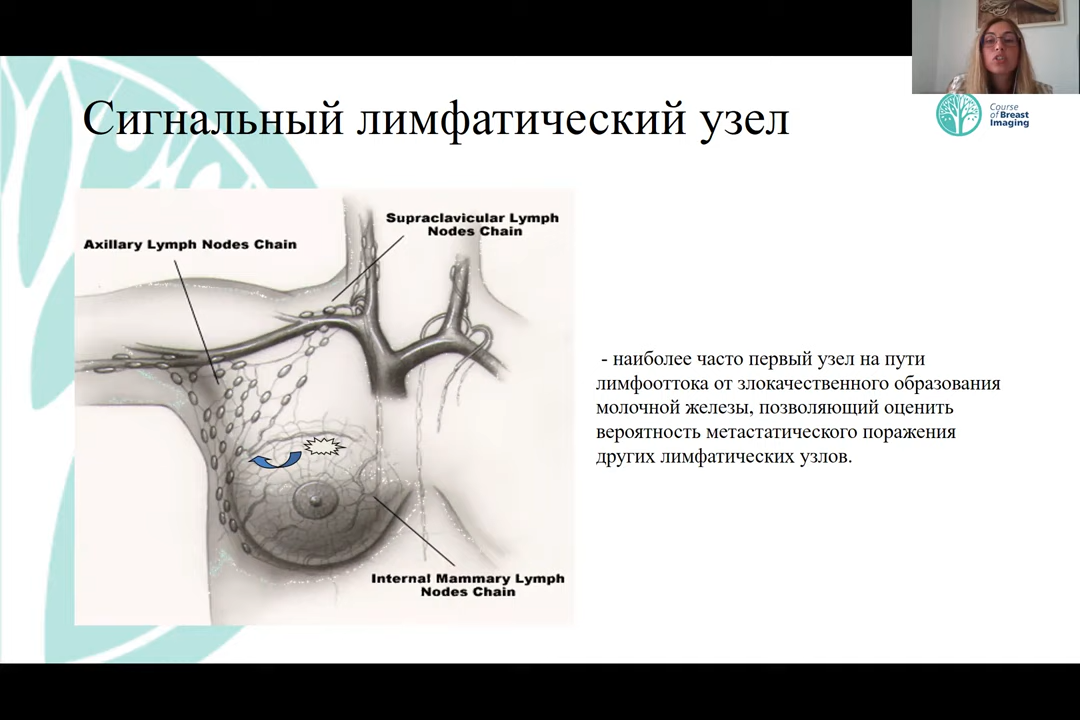 Сигнальный лимфатический узел
Course
of Breast
Imaging
Supraclavicular Lymph
Nodes Chain
Axillary Lymph Nodes Chain
- наиболее часто первый узел на пути
лимфооттока от злокачественного образования
молочной железы, позволяющий оценить
вероятность метастатического поражения
других лимфатических узлов.
Internal Mammary Lymph
Nodes Chain